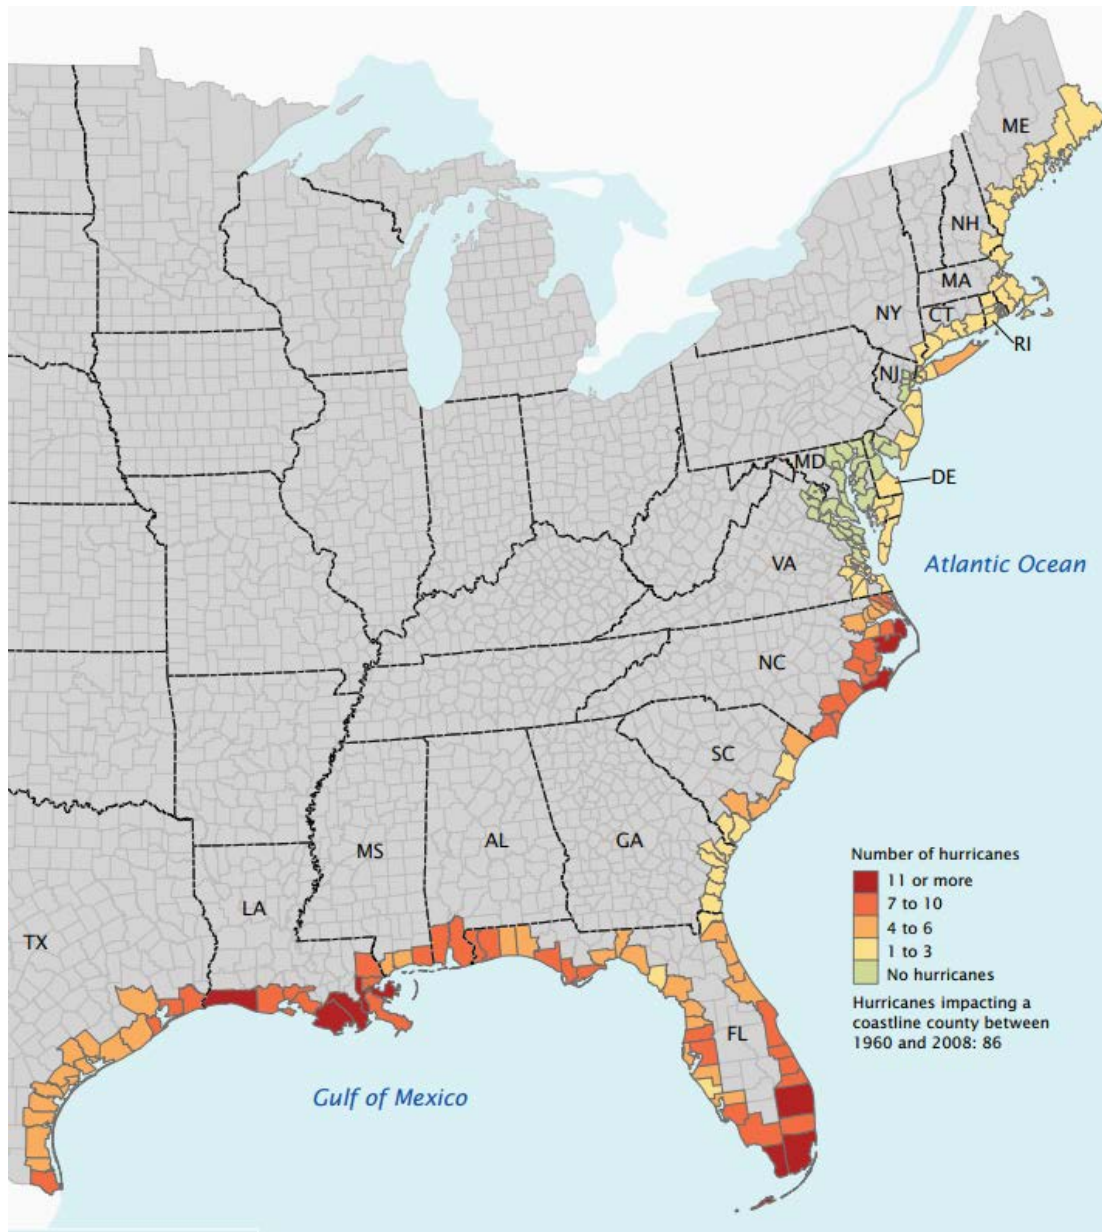 ME
NH
MA
NY
CT
RI
NJ
MD
DE
VA
Atlantic Ocean
NC
SC
MS
AL
GA
LA
TX
FL
Gulf of Mexico
Number of hurricanes
11 or more
7 to 10
4 to 6
1 to 3
No hurricanes
Hurricanes impacting a
coastline county between
1960 and 2008: 86